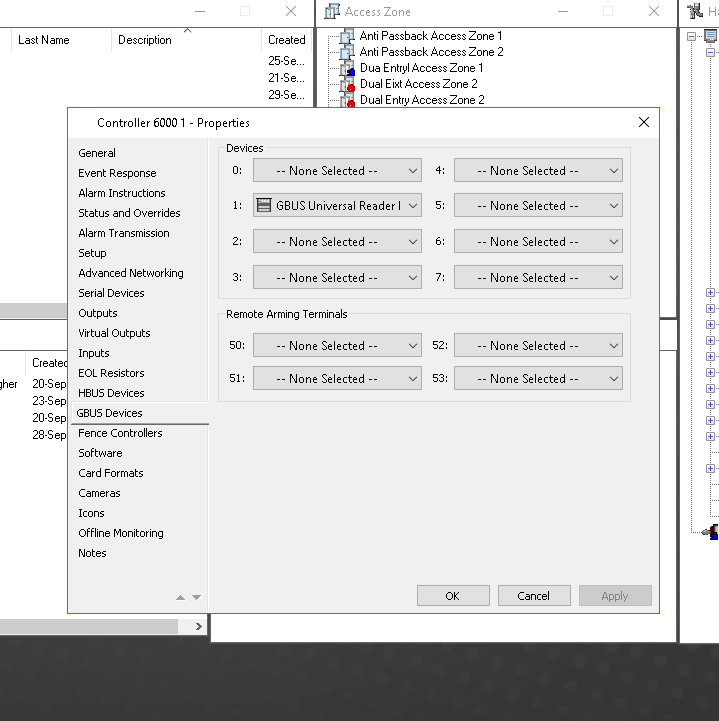 Access Zone
Last Name Description Created
25-Se...
21-Se...
29-Se...
Anti Passback Access Zone 1
Anti Passback Access Zone 2
Dua Entryl Access Zone 1
Dual Eixt Access Zone 2
Dual Entry Access Zone 2
Controller 6000 1 - Properties
General
Event Response
Alarm Instructions
Status and Overrides
Alarm Transmission
Setup
Advanced Networking
Serial Devices
Outputs
Virtual Outputs
Inputs
EOL Resistors
HBUS Devices
GBUS Devices
Fence Controllers
Software
Card Formats
Cameras
Icons
Offline Monitoring
Notes
Devices
0: -- None Selected -- 4: -- None Selected --
1: GBUS Universal Reader I 5: -- None Selected --
2: -- None Selected -- 6: -- None Selected --
3: -- None Selected -- 7: -- None Selected --
Remote Arming Terminals
50: -- None Selected -- 52: -- None Selected --
51: -- None Selected -- 53: -- None Selected --
OK Cancel Apply
Created
gher 20-Sep
23-Sep
20-Sep
28-Sep